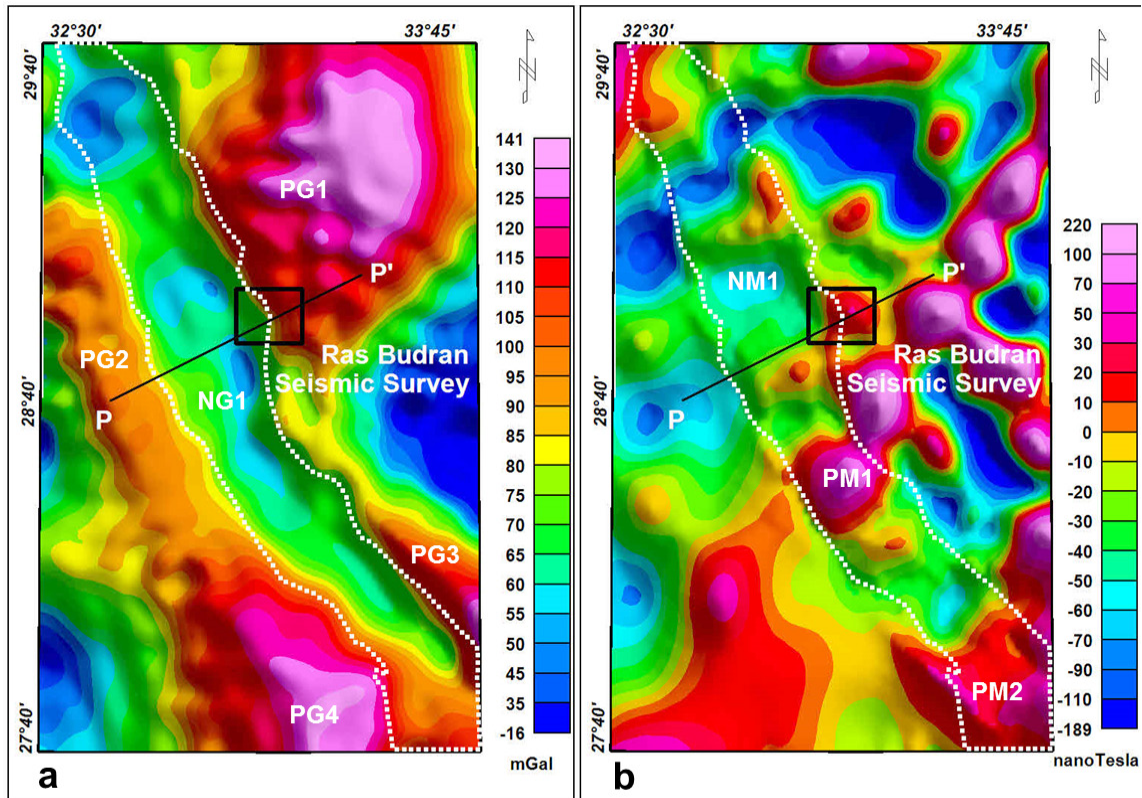 32°30'
33°45'
29°40'
28°40'
27°40'
PG1
P'
PG2
NG1
P
Ras Budran
Seismic Survey
PG3
PG4
a
141
130
125
120
115
110
105
100
95
90
85
80
75
70
65
60
55
50
45
35
-16
mGal
32°30'
33°45'
29°40'
28°40'
27°40'
P'
NM1
P
Ras Budran
Seismic Survey
PM1
PM2
b
220
100
70
50
30
20
10
0
-10
-20
-30
-40
-50
-60
-70
-90
-110
-189
nanoTesla